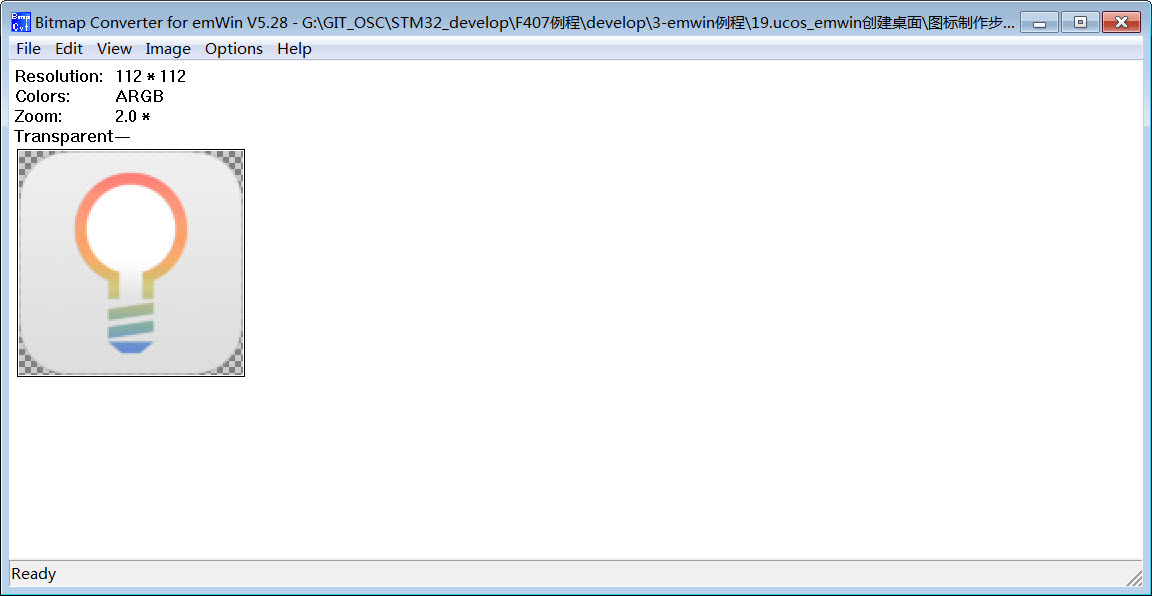 Bmp Cvt Bitmap Converter for emWin V5.28 - G:\GIT_OSC\STM32_develop\F407例程\develop\3-emwin例程\19.ucos_emwin创建桌面\图标制作步...
File Edit View Image Options Help
Resolution: 112 * 112
Colors: ARGB
Zoom: 2.0 *
Transparent—
Ready